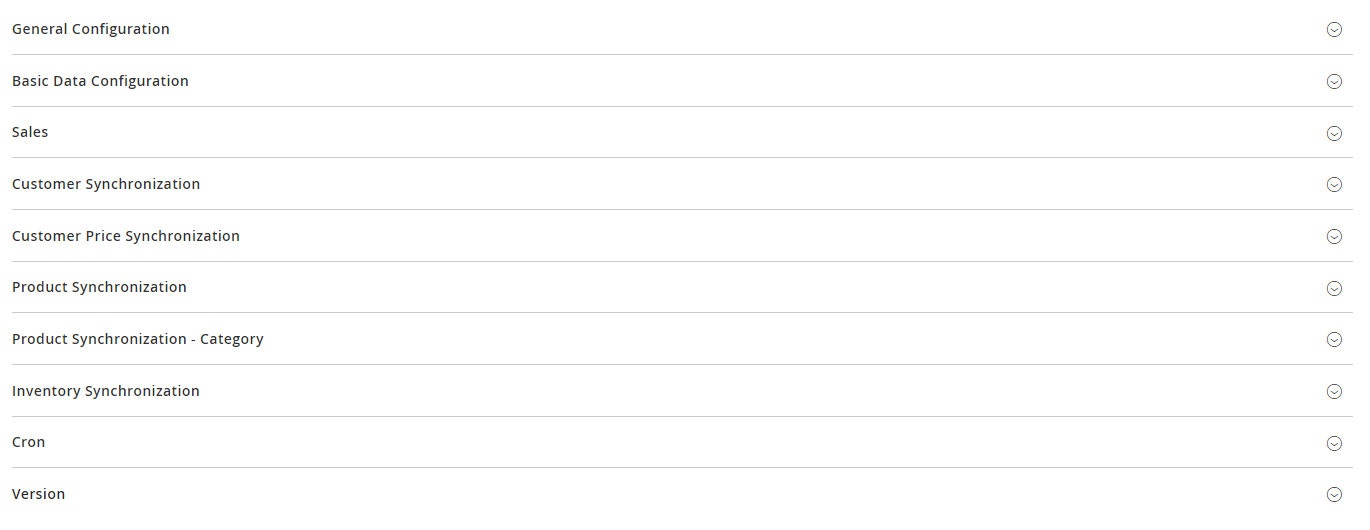 General Configuration
Basic Data Configuration
Sales
Customer Synchronization
Customer Price Synchronization
Product Synchronization
Product Synchronization - Category
Inventory Synchronization
Cron
Version